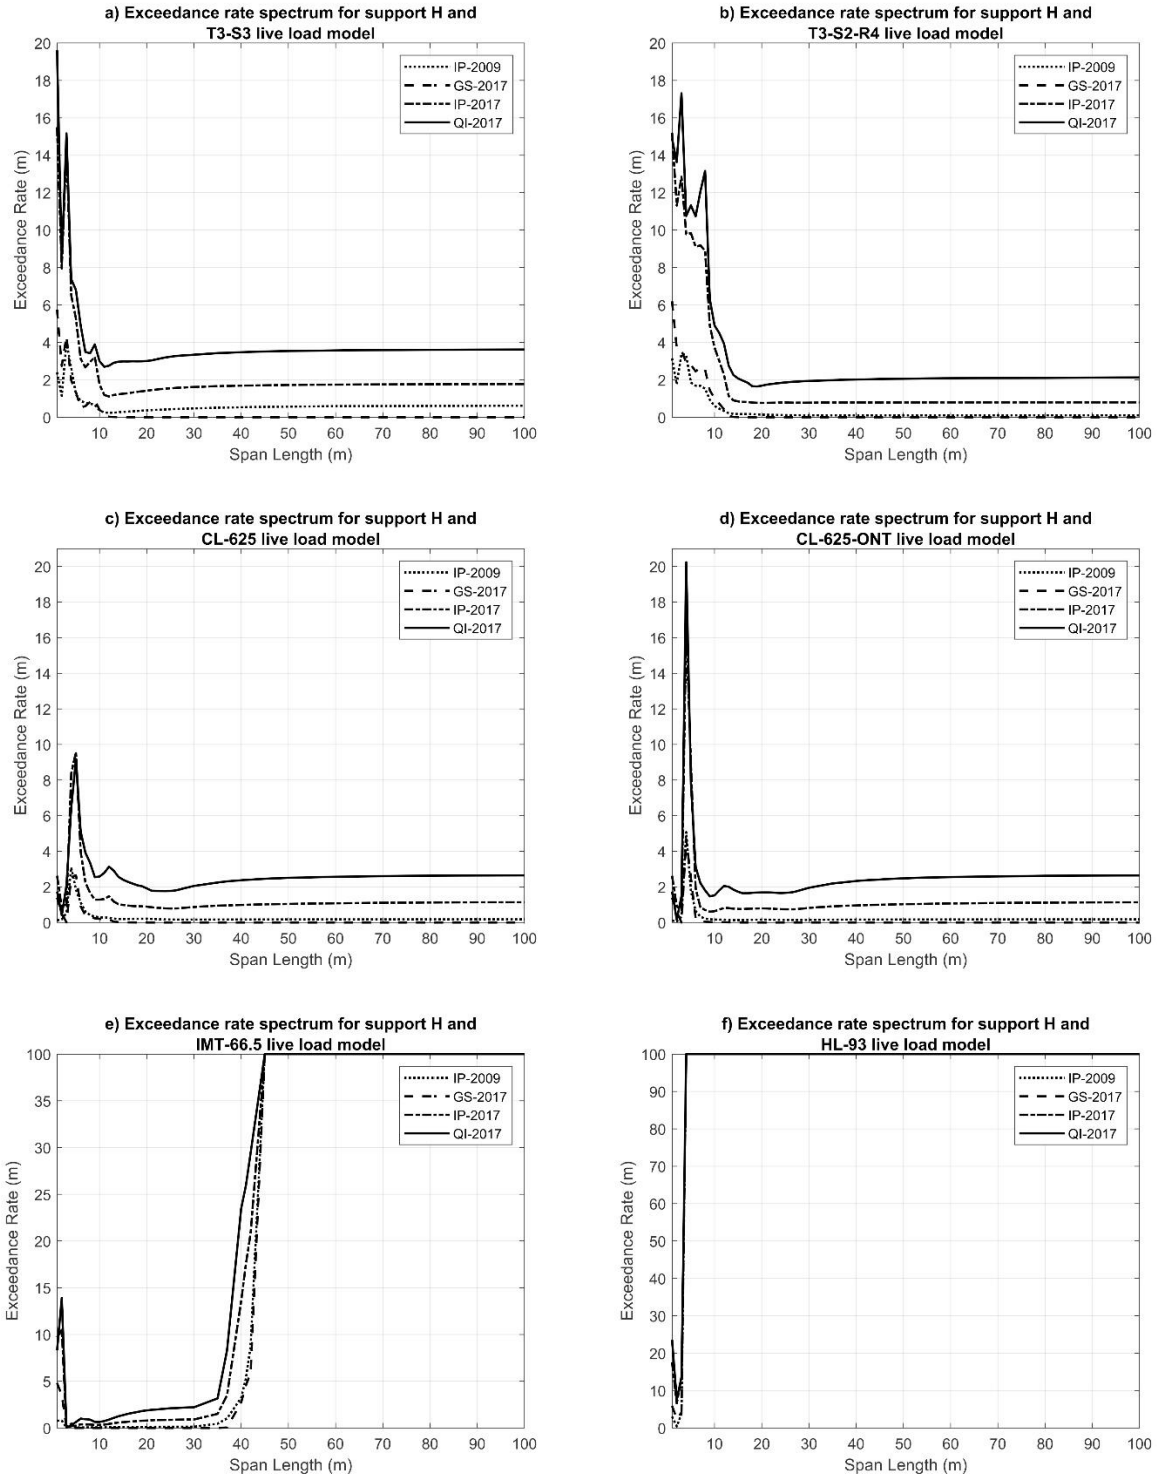 a) Exceedance rate spectrum for support H and
T3-S3 live load model
20
18
16
14
12
10
8
6
4
2
0
Exceedance Rate (m)
IP-2009
GS-2017
IP-2017
QI-2017
10 20 30 40 50 60 70 80 90 100
Span Length (m)
b) Exceedance rate spectrum for support H and
T3-S2-R4 live load model
20
18
16
14
12
10
8
6
4
2
0
Exceedance Rate (m)
IP-2009
GS-2017
IP-2017
QI-2017
10 20 30 40 50 60 70 80 90 100
Span Length (m)
c) Exceedance rate spectrum for support H and
CL-625 live load model
20
18
16
14
12
10
8
6
4
2
0
Exceedance Rate (m)
IP-2009
GS-2017
IP-2017
QI-2017
10 20 30 40 50 60 70 80 90 100
Span Length (m)
d) Exceedance rate spectrum for support H and
CL-625-ONT live load model
20
18
16
14
12
10
8
6
4
2
0
Exceedance Rate (m)
IP-2009
GS-2017
IP-2017
QI-2017
10 20 30 40 50 60 70 80 90 100
Span Length (m)
e) Exceedance rate spectrum for support H and
IMT-66.5 live load model
100
35
30
25
20
15
10
5
0
Exceedance Rate (m)
IP-2009
GS-2017
IP-2017
QI-2017
10 20 30 40 50 60 70 80 90 100
Span Length (m)
f) Exceedance rate spectrum for support H and
HL-93 live load model
100
90
80
70
60
50
40
30
20
10
0
Exceedance Rate (m)
IP-2009
GS-2017
IP-2017
QI-2017
10 20 30 40 50 60 70 80 90 100
Span Length (m)